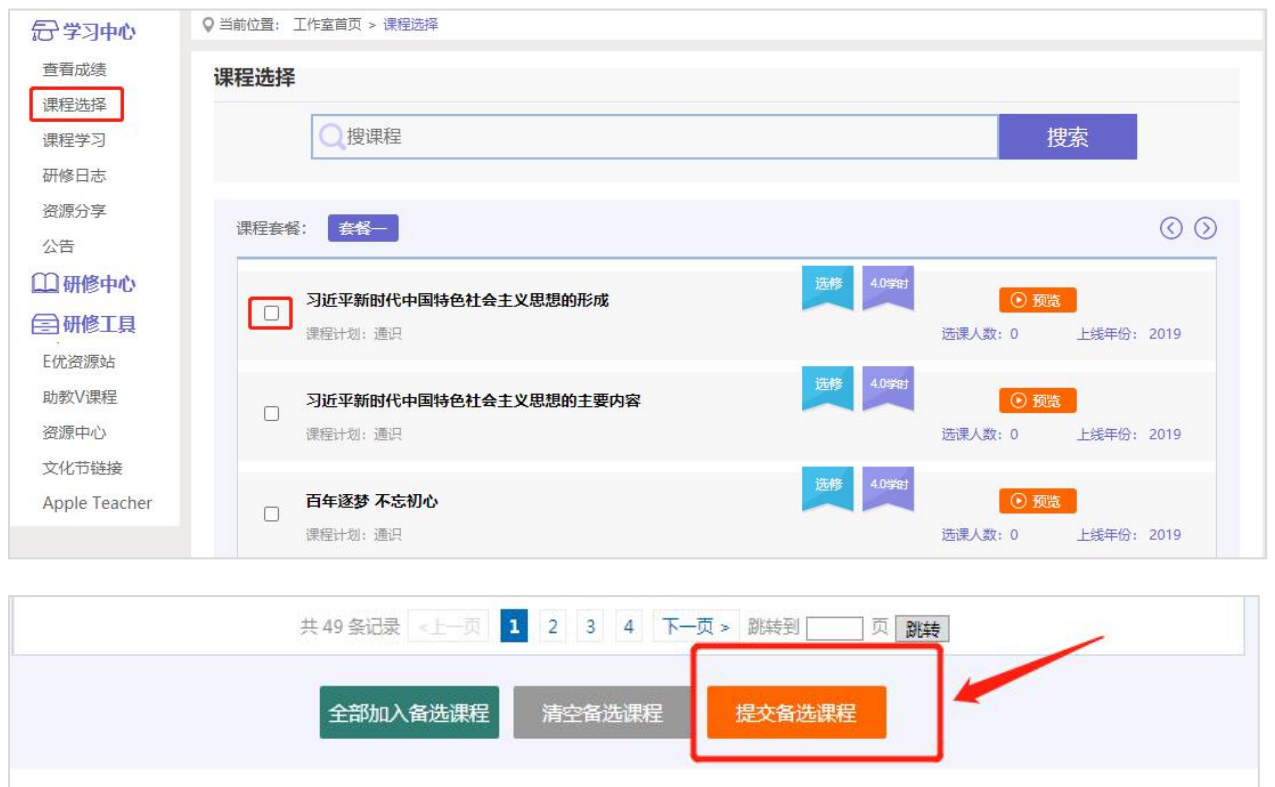 学习中心
查看成绩
课程选择
课程学习
研修日志
资源分享
公告
研修中心
研修工具
E优资源站
助教V课程
资源中心
文化节链接
Apple Teacher
当前位置： 工作室首页 > 课程选择
课程选择
搜课程 搜索
课程套餐： 套餐一
习近平新时代中国特色社会主义思想的形成 选修 4.0学时 预览
课程计划：通识 选课人数：0 上线年份：2019
习近平新时代中国特色社会主义思想的主要内容 选修 4.0学时 预览
课程计划：通识 选课人数：0 上线年份：2019
百年逐梦 不忘初心 选修 4.0学时 预览
课程计划：通识 选课人数：0 上线年份：2019
共 49 条记录 <上一页 1 2 3 4 下一页 > 跳转到 页 跳转
全部加入备选课程 清空备选课程 提交备选课程